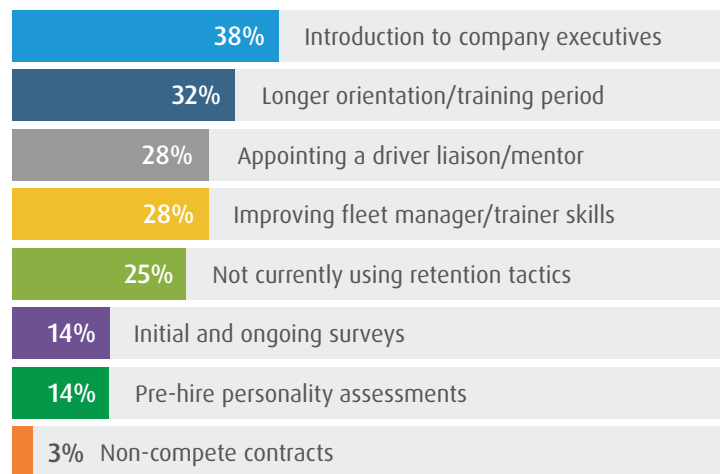 38% Introduction to company executives
32% Longer orientation/training period
28% Appointing a driver liaison/mentor
28% Improving fleet manager/trainer skills
25% Not currently using retention tactics
14% Initial and ongoing surveys
14% Pre-hire personality assessments
3% Non-compete contracts